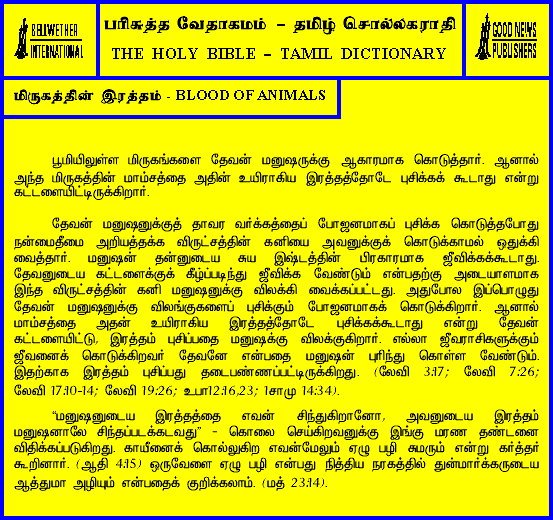 BELLWETHER
INTERNATIONAL
பரிசுத்த வேதாகமம் - தமிழ் சொல்லகராதி
THE HOLY BIBLE - TAMIL DICTIONARY
GOOD NEWS
PUBLISHERS
மிருகத்தின் இரத்தம் - BLOOD OF ANIMALS
பூமியிலுள்ள மிருகங்களை தேவன் மனுஷருக்கு ஆகாரமாக கொடுத்தார். ஆனால்
அந்த மிருகத்தின் மாம்சத்தை அதின் உயிராகிய இரத்தத்தோடே புசிக்கக் கூடாது என்று
கட்டளையிட்டிருக்கிறார்.
தேவன் மனுஷனுக்குத் தாவர வர்க்கத்தைப் போஜனமாகப் புசிக்க கொடுத்தபோது
நன்மைதீமை அறியத்தக்க விருட்சத்தின் கனியை அவனுக்குக் கொடுக்காமல் ஒதுக்கி
வைத்தார். மனுஷன் தன்னுடைய சுய இஷ்டத்தின் பிரகாரமாக ஜீவிக்கக்கூடாது.
தேவனுடைய கட்டளைக்குக் கீழ்ப்படிந்து ஜீவிக்க வேண்டும் என்பதற்கு அடையாளமாக
இந்த விருட்சத்தின் கனி மனுஷனுக்கு விலக்கி வைக்கப்பட்டது. அதுபோல இப்பொழுது
தேவன் மனுஷனுக்கு விலங்குகளைப் புசிக்கும் போஜனமாகக் கொடுக்கிறார். ஆனால்
மாம்சத்தை அதன் உயிராகிய இரத்தத்தோடே புசிக்கக்கூடாது என்று தேவன்
கட்டளையிட்டு, இரத்தம் புசிப்பதை மனுஷக்கு விலக்குகிறார். எல்லா ஜீவராசிகளுக்கும்
ஜீவனைக் கொடுக்கிறவர் தேவனே என்பதை மனுஷன் புரிந்து கொள்ள வேண்டும்.
இதற்காக இரத்தம் புசிப்பது தடைபண்ணப்பட்டிருக்கிறது. (லேவி 3:17; லேவி 7:26;
லேவி 17:10-14; லேவி 19:26; உபா12:16,23; 1சாமு 14:34).
“மனுஷனுடைய இரத்தத்தை எவன் சிந்துகிறானோ, அவனுடைய இரத்தம்
மனுஷனாலே சிந்தப்படக்கடவது” - கொலை செய்கிறவனுக்கு இங்கு மரண தண்டனை
விதிக்கப்படுகிறது. காயீனைக் கொல்லுகிற எவன்மேலும் ஏழு பழி சுமரும் என்று கர்த்தர்
கூறினார். (ஆதி 4:15) ஒருவேளை ஏழு பழி என்பது நித்திய நரகத்தில் துன்மார்க்கருடைய
ஆத்துமா அழியும் என்பதைக் குறிக்கலாம். (மத் 23:14).